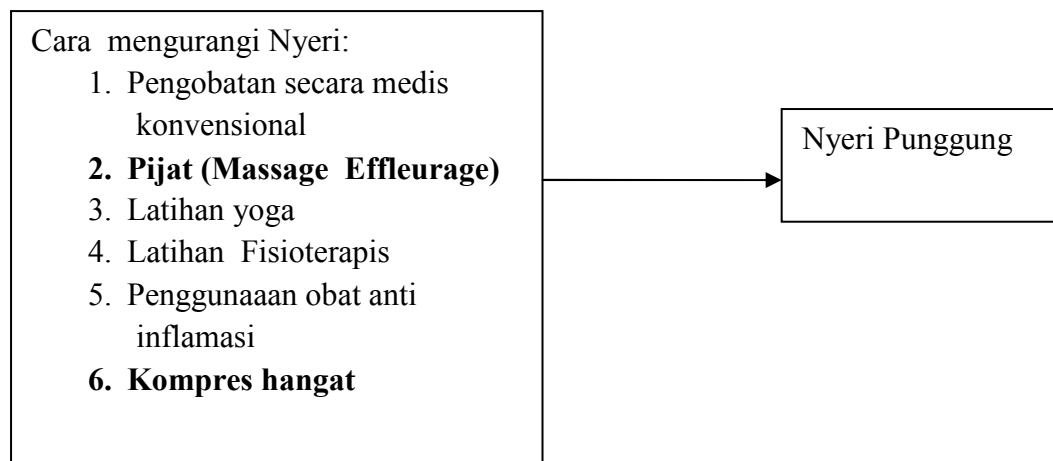 Cara mengurangi Nyeri:
1. Pengobatan secara medis
konvensional
2. Pijat (Massage Effleurage)
3. Latihan yoga
4. Latihan Fisioterapis
5. Penggunaaan obat anti
inflamasi
6. Kompres hangat
Nyeri Punggung